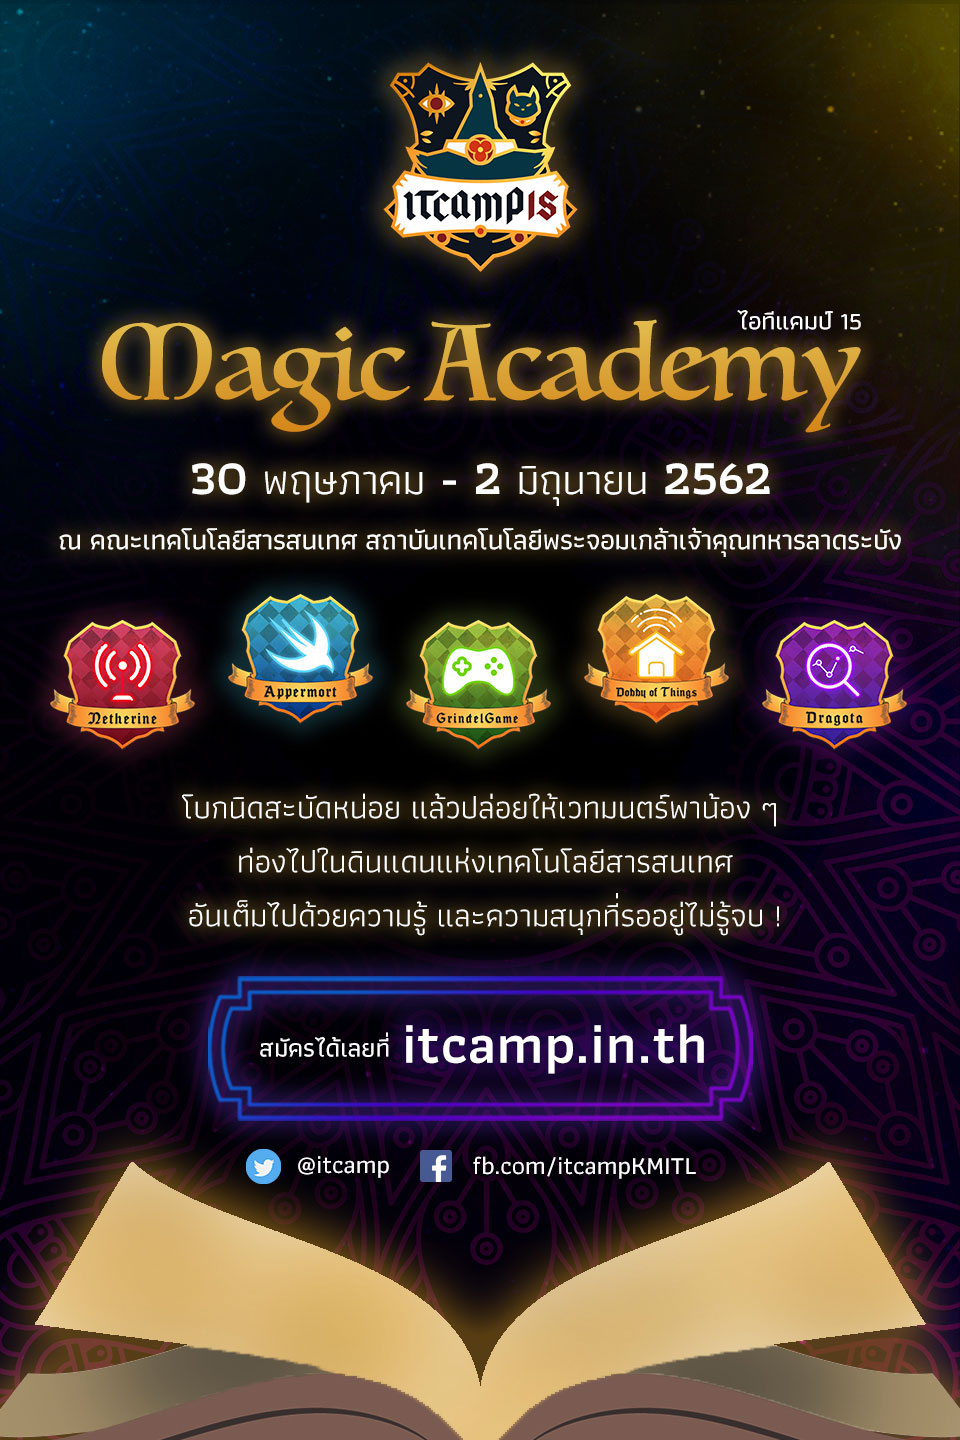 ITCAMP15
ไอทีแคมป์ 15
Magic Academy
30 พฤษภาคม - 2 มิถุนายน 2562
ณ คณะเทคโนโลยีสารสนเทศ สถาบันเทคโนโลยีพระจอมเกล้าเจ้าคุณทหารลาดระบัง
Netherine
Appermort
GrindelGame
Dobby of Things
Dragota
โบกนิดสะบัดหน่อย แล้วปล่อยให้เวทมนตร์พาน้อง ๆ
ท่องไปในดินแดนแห่งเทคโนโลยีสารสนเทศ
อันเต็มไปด้วยความรู้ และความสนุกที่รออยู่ไม่รู้จบ !
สมัครได้เลยที่ itcamp.in.th
@itcamp fb.com/itcampKMITL